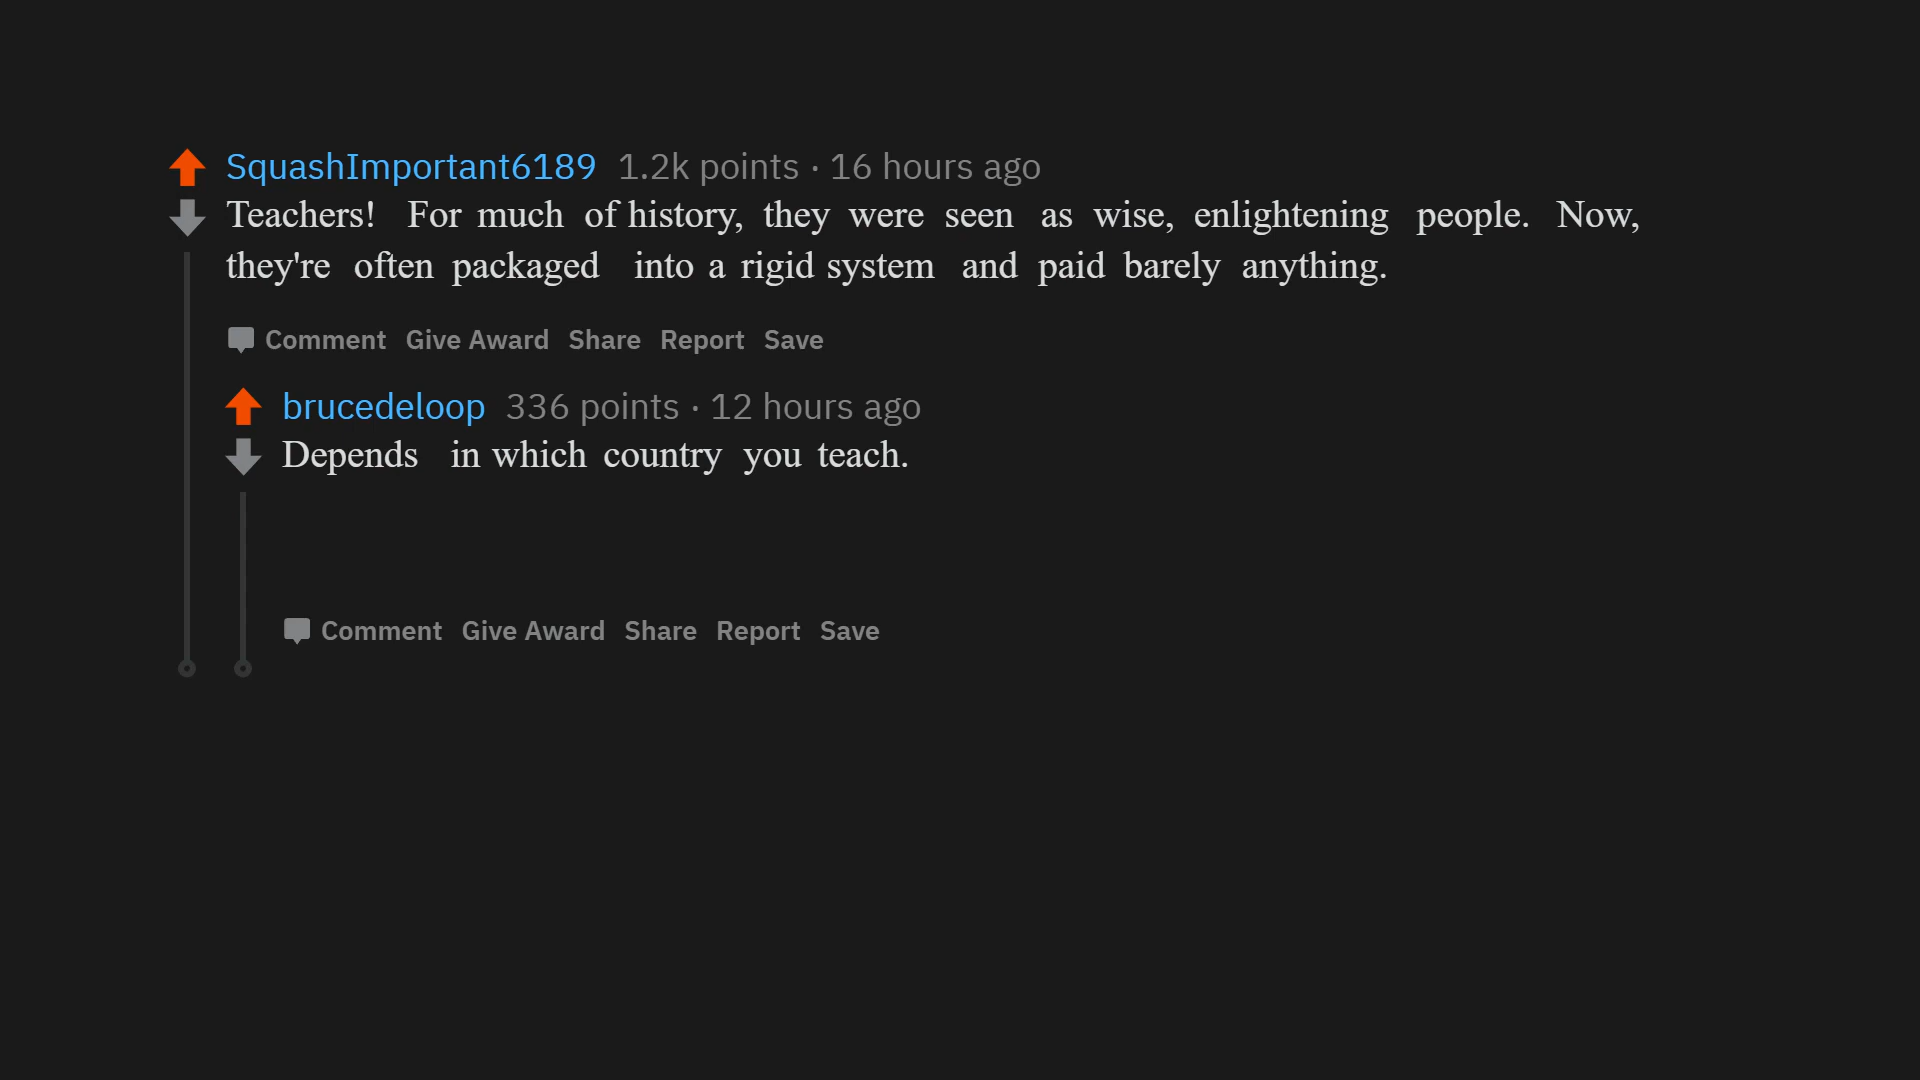 SquashImportant6189 1.2k points · 16 hours ago
Teachers! For much of history, they were seen as wise, enlightening people. Now,
they're often packaged into a rigid system and paid barely anything.
Comment Give Award Share Report Save
brucedeloop 336 points · 12 hours ago
Depends in which country you teach.
Comment Give Award Share Report Save